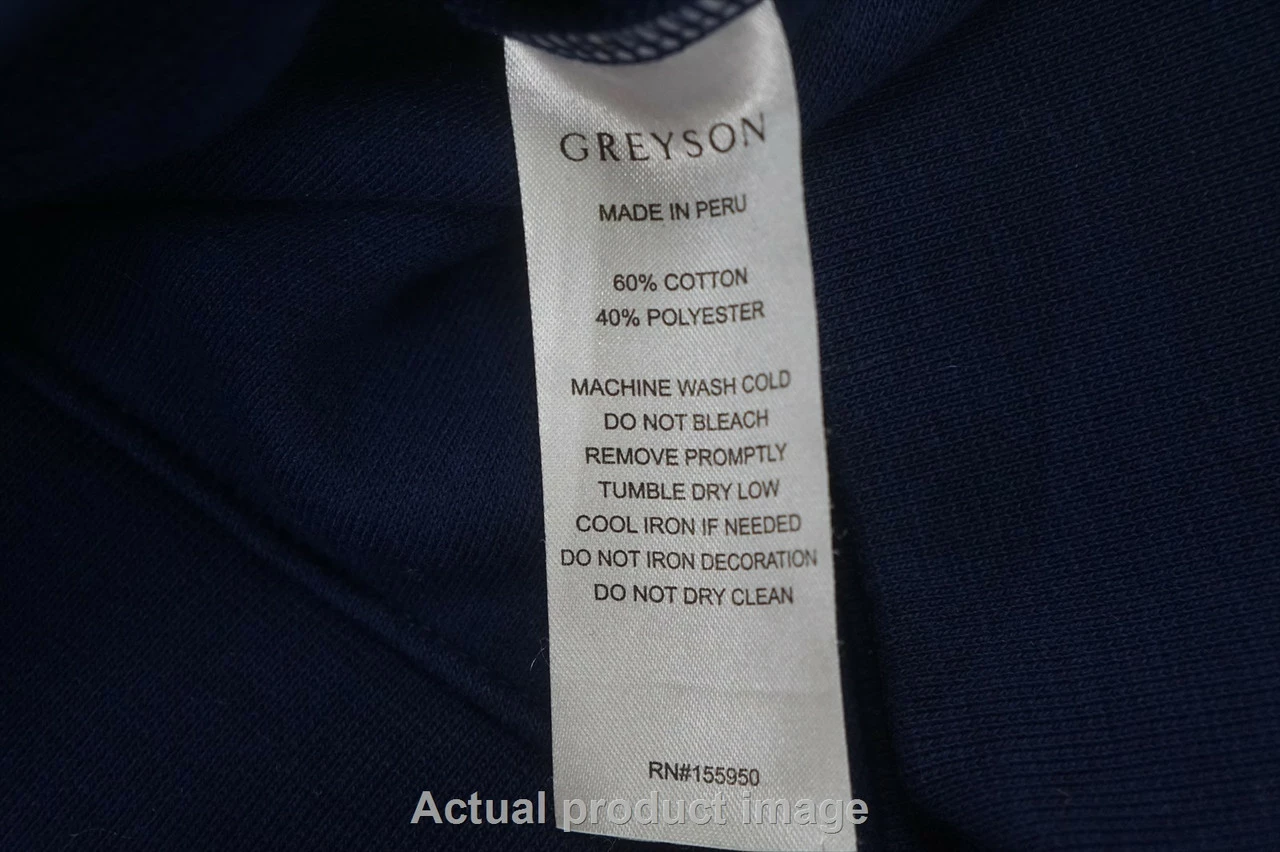 GREYSON
MADE IN PERU
60% COTTON
40% POLYESTER
MACHINE WASH COLD
DO NOT BLEACH
REMOVE PROMPTLY
TUMBLE DRY LOW
COOL IRON IF NEEDED
DO NOT IRON DECORATION
DO NOT DRY CLEAN
RN#155950
Actual product image